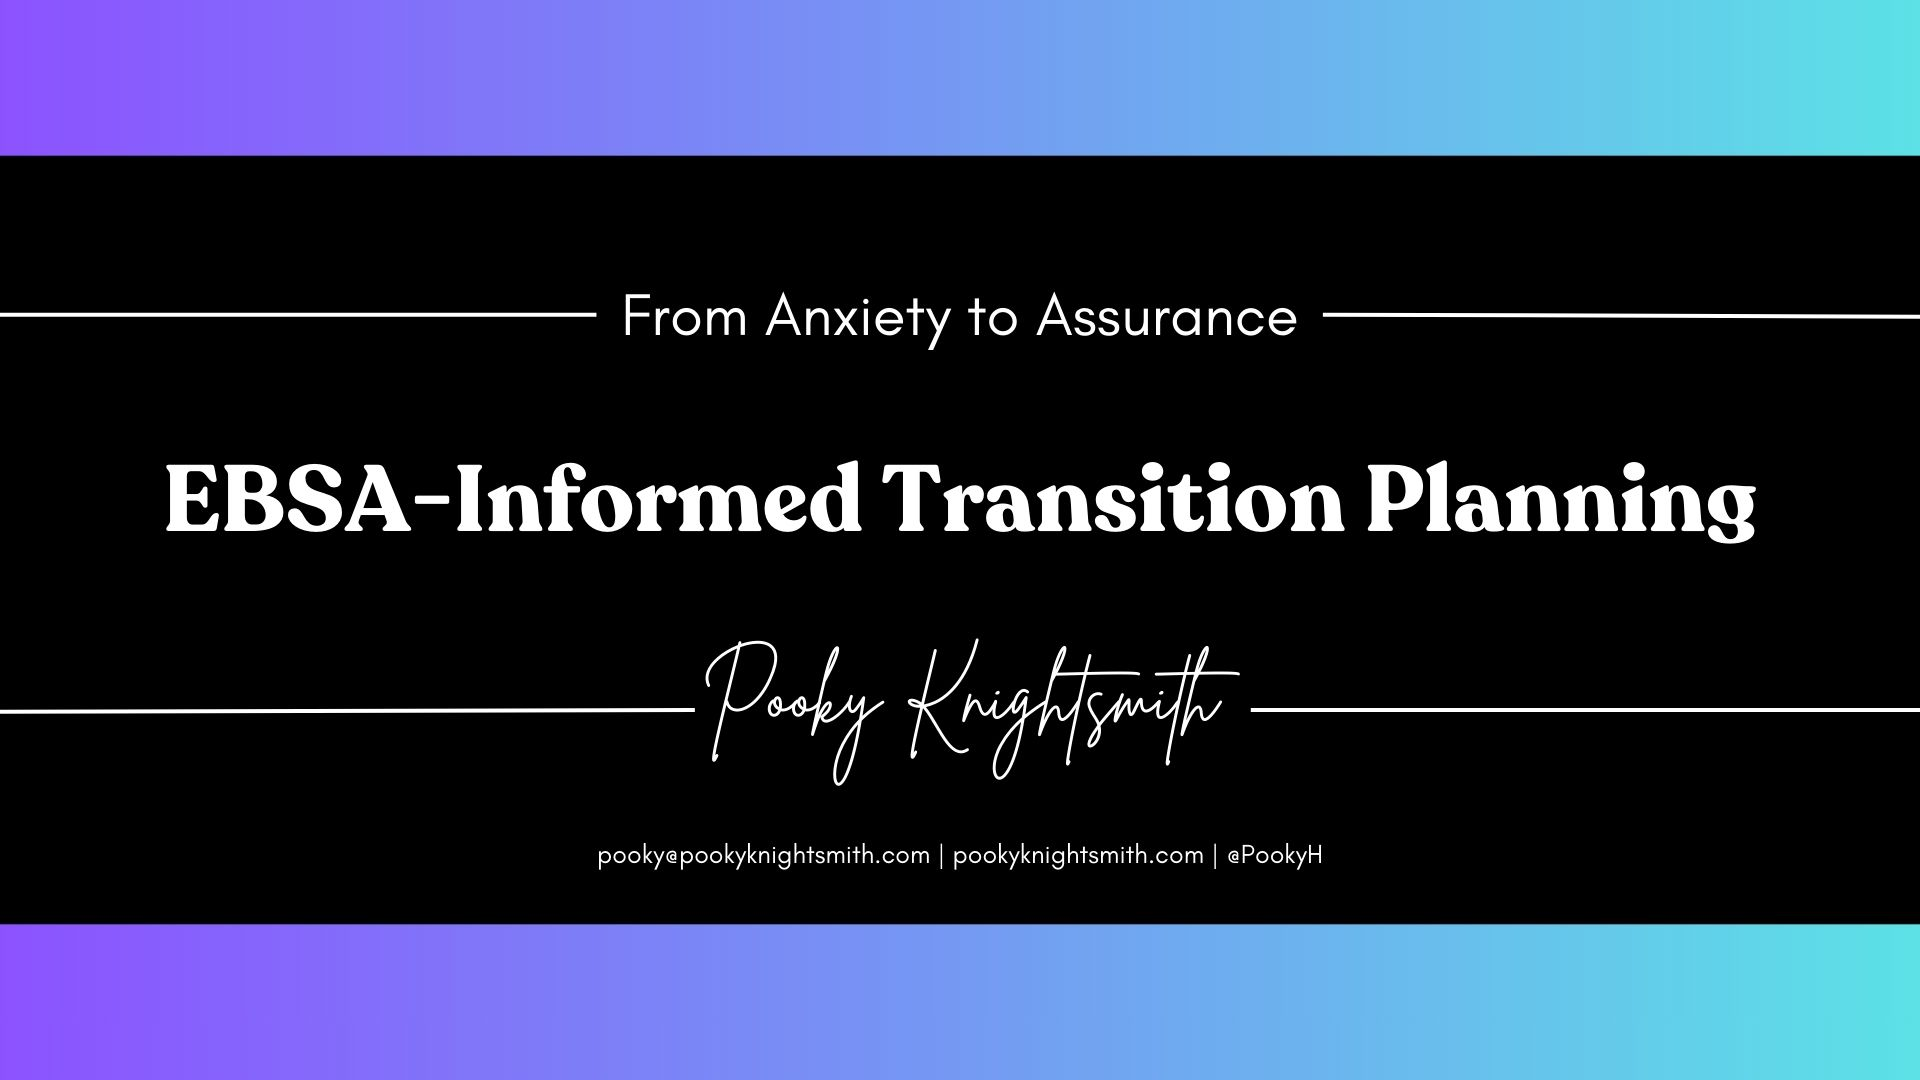 From Anxiety to Assurance
EBSA-Informed Transition Planning
Pooky Knightsmith
pooky@pookyknightsmith.com | pookyknightsmith.com | @PookyH